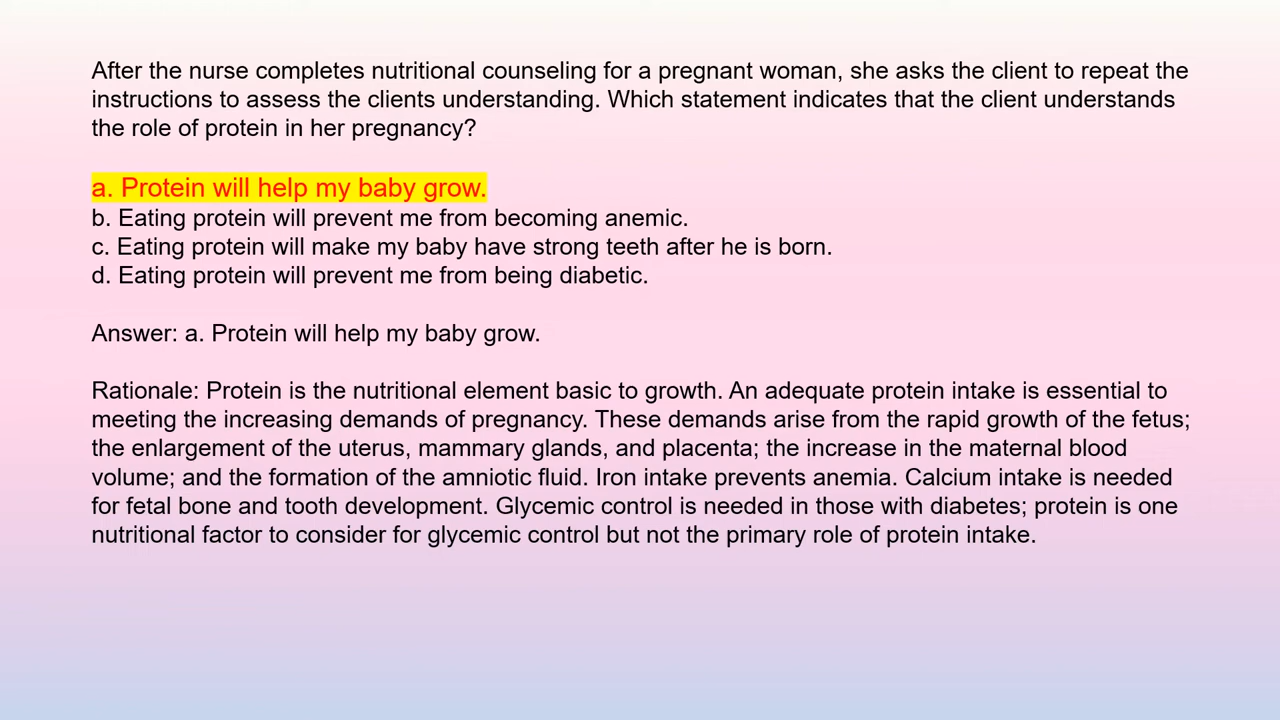 After the nurse completes nutritional counseling for a pregnant woman, she asks the client to repeat the
instructions to assess the clients understanding. Which statement indicates that the client understands
the role of protein in her pregnancy?
a. Protein will help my baby grow.
b. Eating protein will prevent me from becoming anemic.
c. Eating protein will make my baby have strong teeth after he is born.
d. Eating protein will prevent me from being diabetic.
Answer: a. Protein will help my baby grow.
Rationale: Protein is the nutritional element basic to growth. An adequate protein intake is essential to
meeting the increasing demands of pregnancy. These demands arise from the rapid growth of the fetus;
the enlargement of the uterus, mammary glands, and placenta; the increase in the maternal blood
volume; and the formation of the amniotic fluid. Iron intake prevents anemia. Calcium intake is needed
for fetal bone and tooth development. Glycemic control is needed in those with diabetes; protein is one
nutritional factor to consider for glycemic control but not the primary role of protein intake.